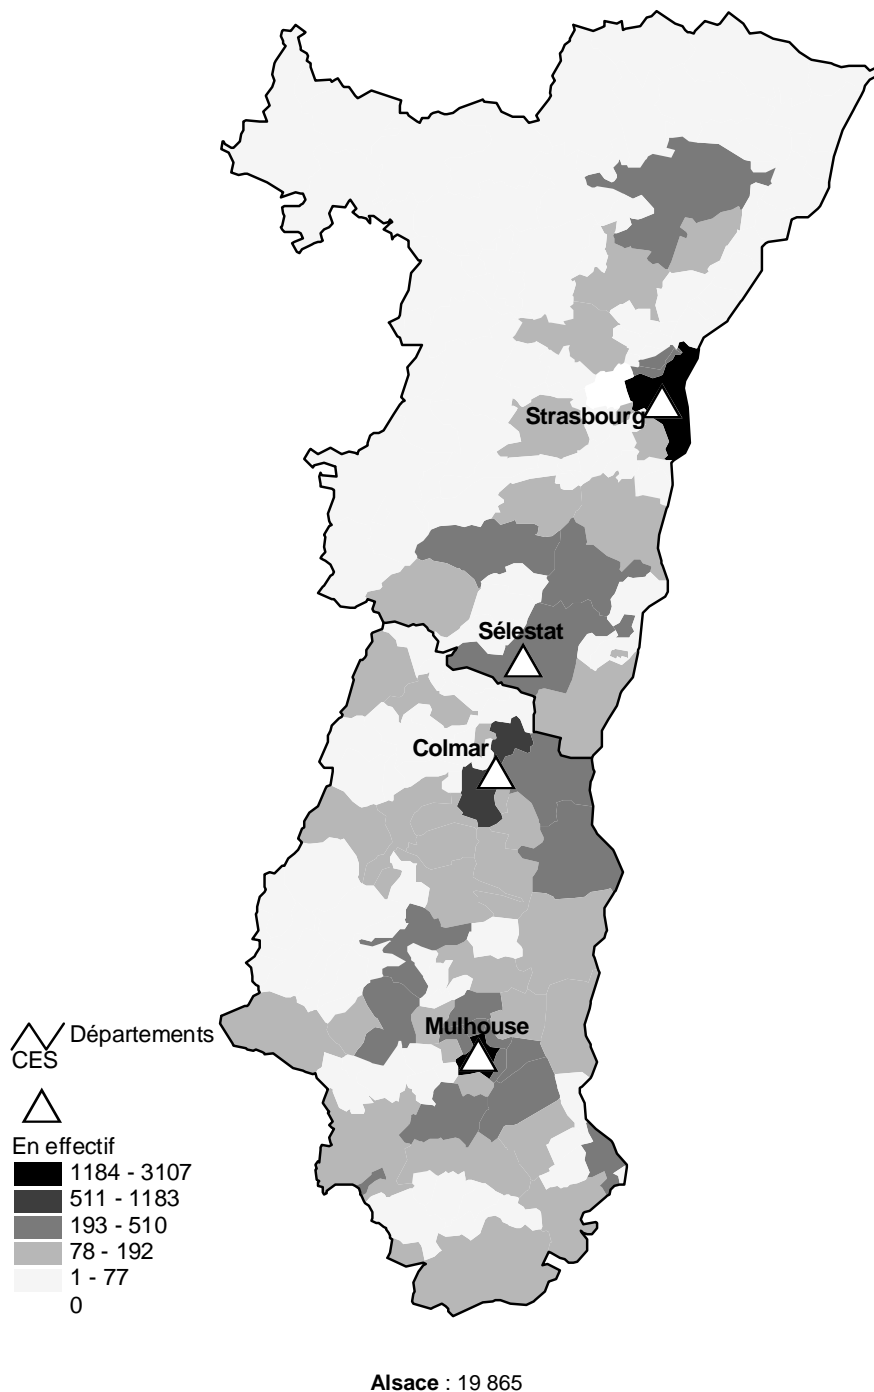 Strasbourg
Sélestat
Colmar
Mulhouse
Départements
CES
En effectif
1184 - 3107
511 - 1183
193 - 510
78 - 192
1 - 77
0
Alsace : 19 865